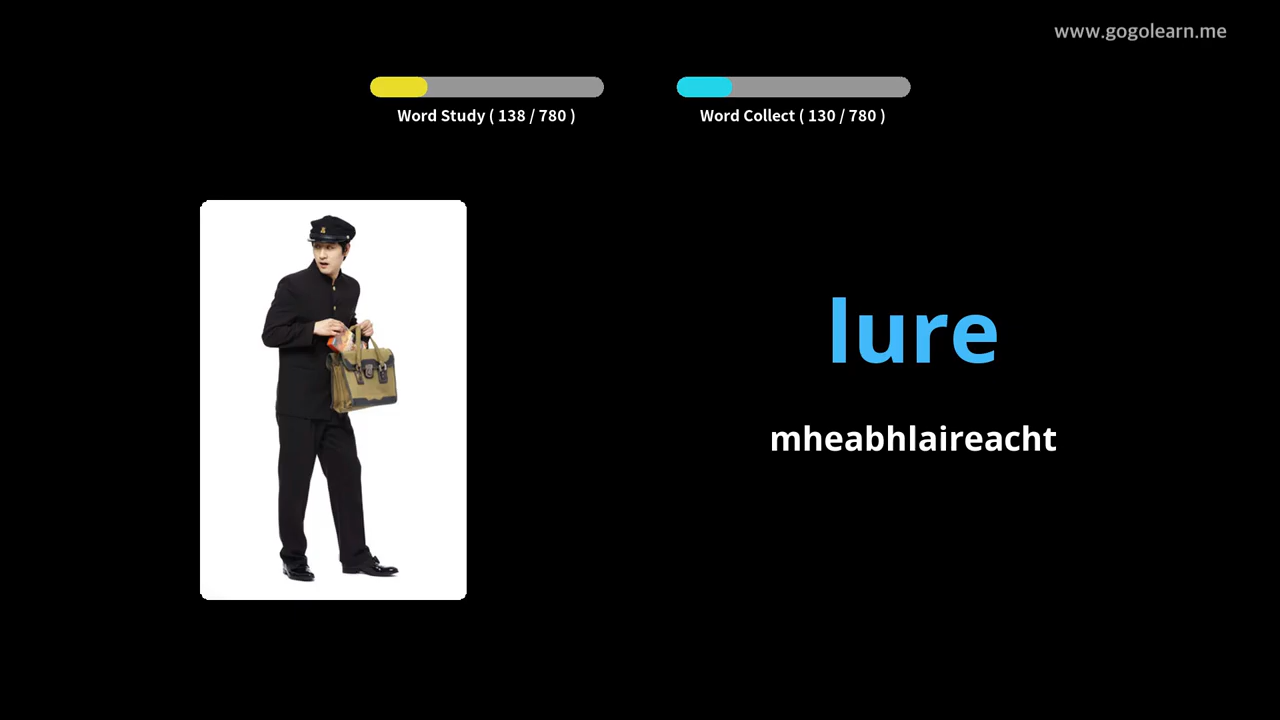 www.gogolearn.me
Word Study ( 138 / 780 )
Word Collect ( 130 / 780 )
lure
mheabhlaireacht